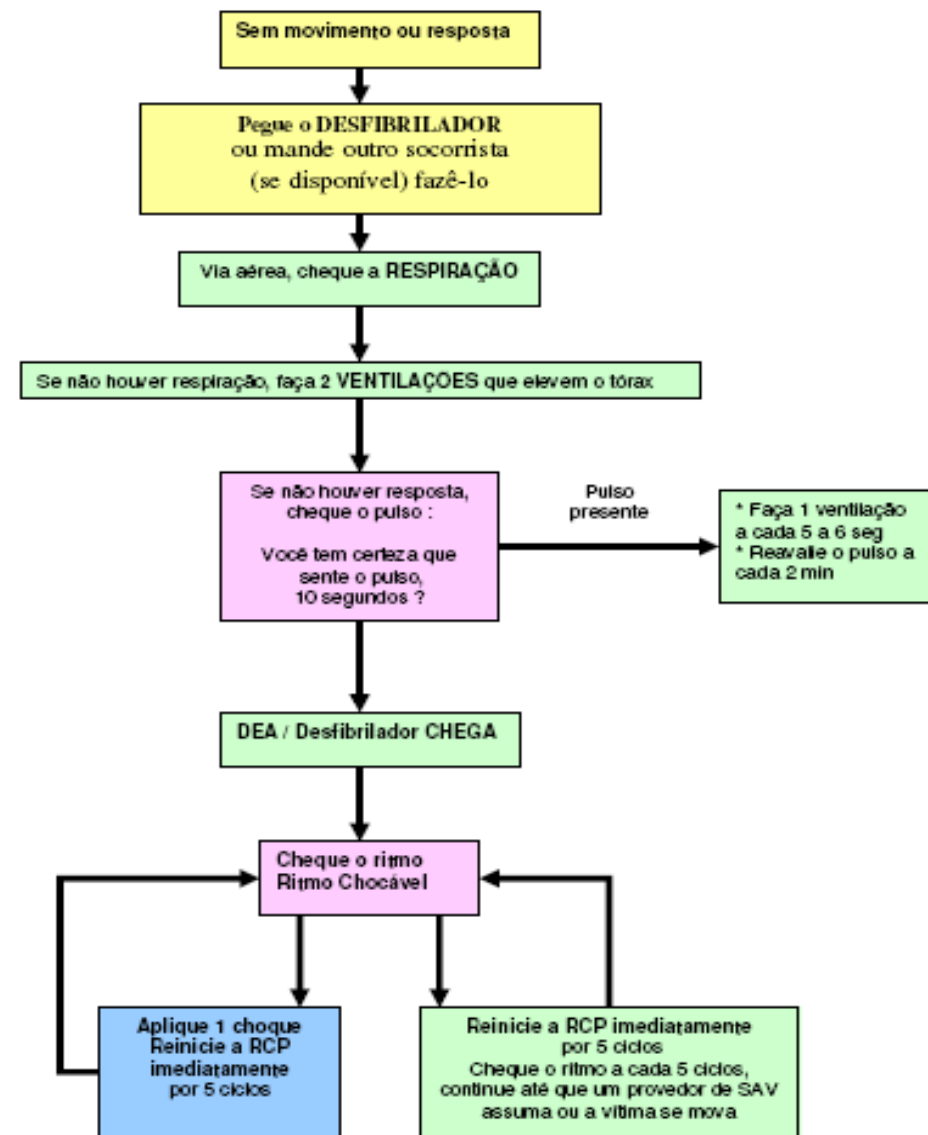 Sem movimento ou resposta
Pegue o DESFIBRILADOR
ou mande outro socorrista
(se disponível) fazê-lo
Via aérea, cheque a RESPIRAÇÃO
Se não houver respiração, faça 2 VENTILAÇÕES que elevem o tórax
Se não houver resposta,
cheque o pulso :
Você tem certeza que
sente o pulso,
10 segundos ?
Pulso
presente
* Faça 1 ventilação
a cada 5 a 6 seg
* Reavalie o pulso a
cada 2 min
DEA / Desfibrilador CHEGA
Cheque o ritmo
Ritmo Chocável
Aplique 1 choque
Reinicie a RCP
imediatamente
por 5 ciclos
Reinicie a RCP imediatamente
por 5 ciclos
Cheque o ritmo a cada 5 ciclos,
continue até que um provedor de SAV
assuma ou a vítima se mova